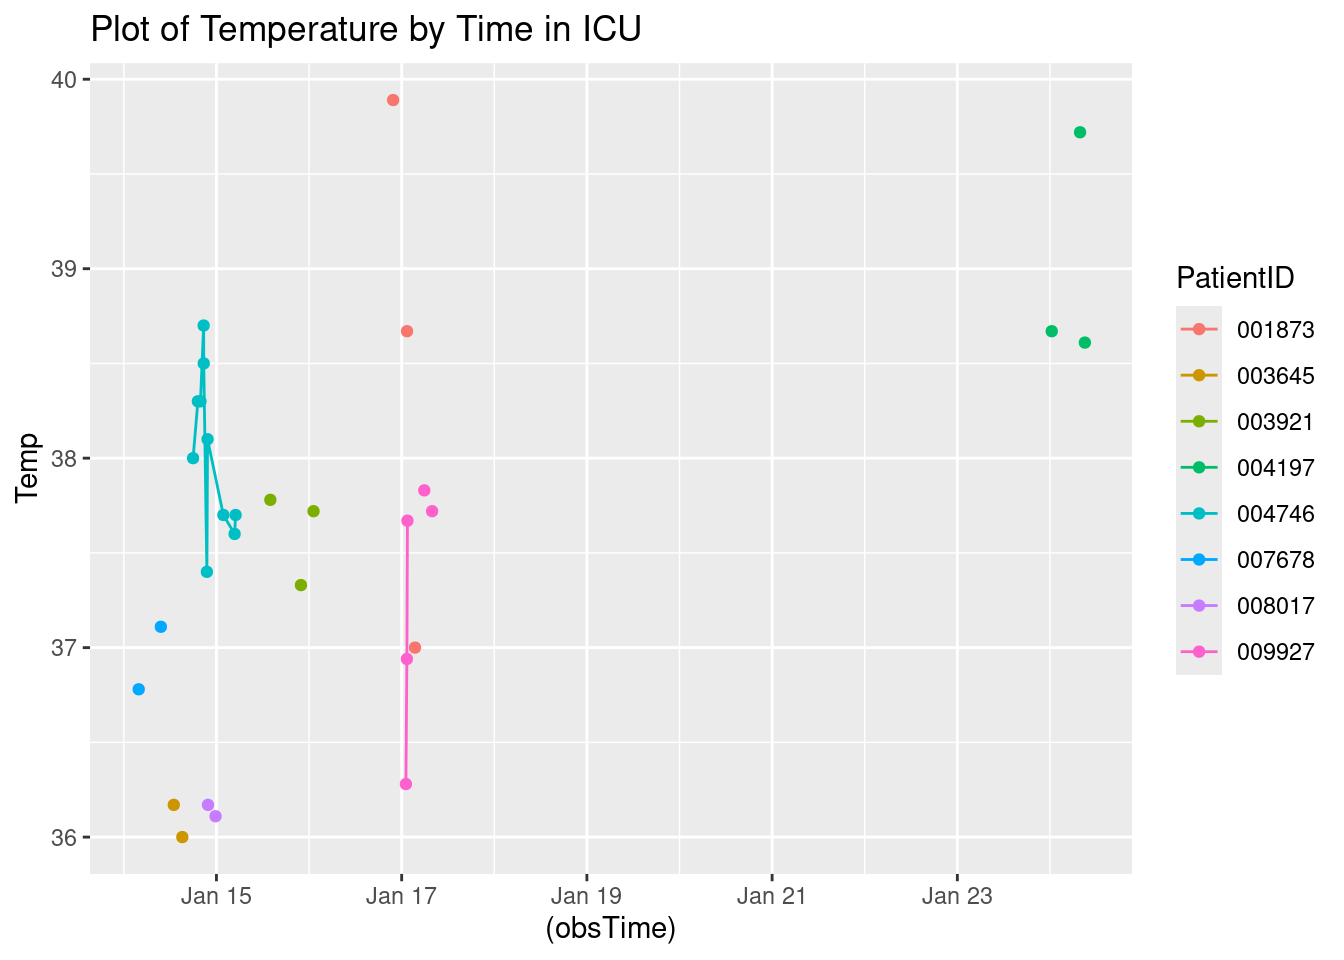 Plot of Temperature by Time in ICU
40
39
38
37
36
Temp
Jan 15
Jan 17
Jan 19
Jan 21
Jan 23
(obsTime)
PatientID
001873
003645
003921
004197
004746
007678
008017
009927